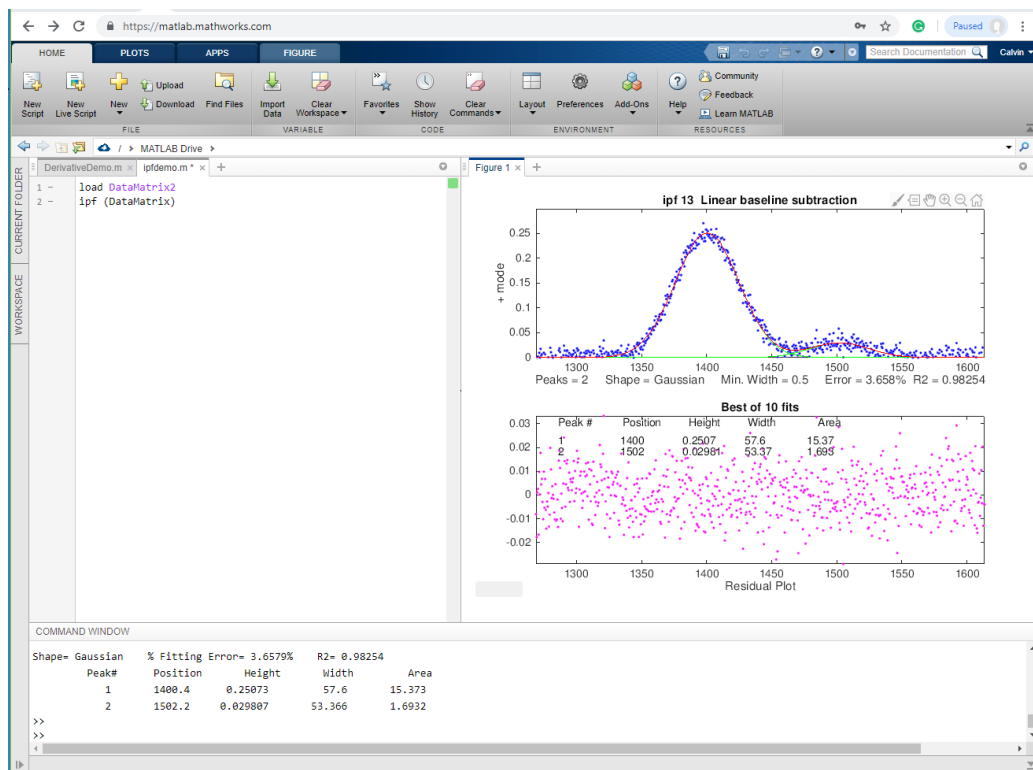 https://matlab.mathworks.com
Paused
HOME PLOTS APPS FIGURE
Search Documentation
Calvin
New Script
New Live Script
New
Upload
Download
Find Files
FILE
Import Data
Clear Workspace
VARIABLE
Favorites
Show History
Clear Commands
CODE
Layout
Preferences
Add-Ons
ENVIRONMENT
Help
Community
Feedback
Learn MATLAB
RESOURCES
/ > MATLAB Drive >
CURRENT FOLDER
WORKSPACE
DerivativeDemo.m × ipfdemo.m * × +
1 - load DataMatrix2
2 - ipf (DataMatrix)
Figure 1 × +
ipf 13 Linear baseline subtraction
+ mode
0.25
0.2
0.15
0.1
0.05
0
1300 1350 1400 1450 1500 1550 1600
Peaks = 2 Shape = Gaussian Min. Width = 0.5 Error = 3.658% R2 = 0.98254
Best of 10 fits
Peak # Position Height Width Area
1 1400 0.2507 57.6 15.37
2 1502 0.02981 53.37 1.693
0.03
0.02
0.01
0
-0.01
-0.02
1300 1350 1400 1450 1500 1550 1600
Residual Plot
COMMAND WINDOW
Shape= Gaussian % Fitting Error= 3.6579% R2= 0.98254
Peak# Position Height Width Area
1 1400.4 0.25073 57.6 15.373
2 1502.2 0.029807 53.366 1.6932
>>
>>